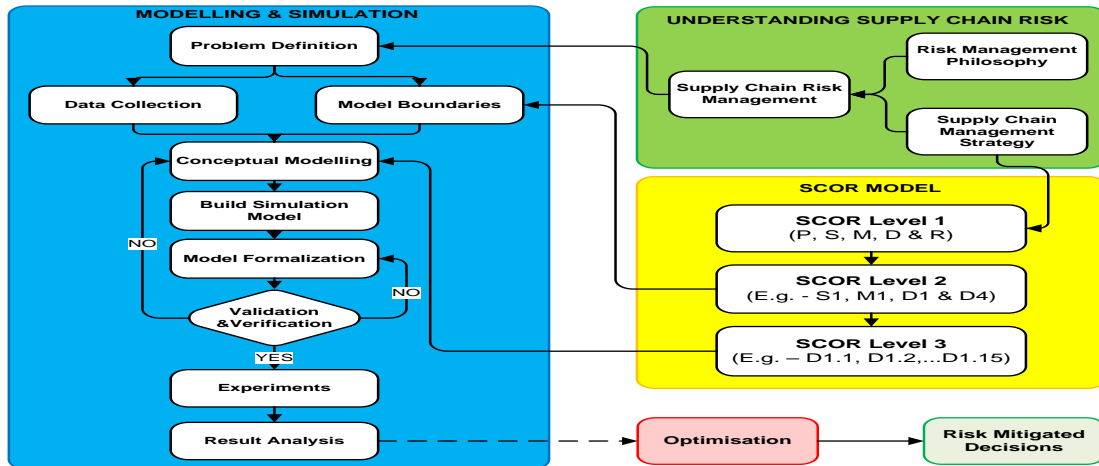 MODELLING & SIMULATION
Problem Definition
Data Collection
Model Boundaries
Conceptual Modelling
Build Simulation
Model
NO
Model Formalization
NO
Validation
&Verification
YES
Experiments
Result Analysis
UNDERSTANDING SUPPLY CHAIN RISK
Risk Management
Philosophy
Supply Chain Risk
Management
Supply Chain
Management
Strategy
SCOR MODEL
SCOR Level 1
(P, S, M, D & R)
SCOR Level 2
(E.g. - S1, M1, D1 & D4)
SCOR Level 3
(E.g. – D1.1, D1.2,...D1.15)
Optimisation
Risk Mitigated
Decisions